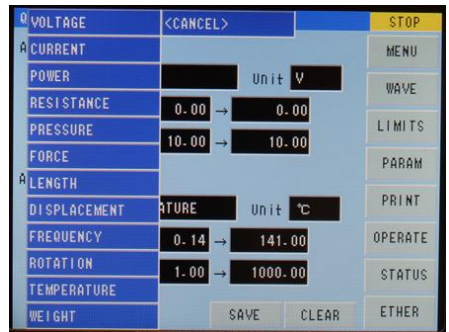 VOLTAGE
<CANCEL>
STOP
CURRENT
MENU
POWER
Unit V
WAVE
RESISTANCE
0.00 → 0.00
PRESSURE
LIMITS
10.00 → 10.00
FORCE
PARAM
LENGTH
DISPLACEMENT
ATURE Unit ℃
PRINT
FREQUENCY
0.14 → 141.00
OPERATE
ROTATION
1.00 → 1000.00
STATUS
TEMPERATURE
WEIGHT
SAVE
CLEAR
ETHER